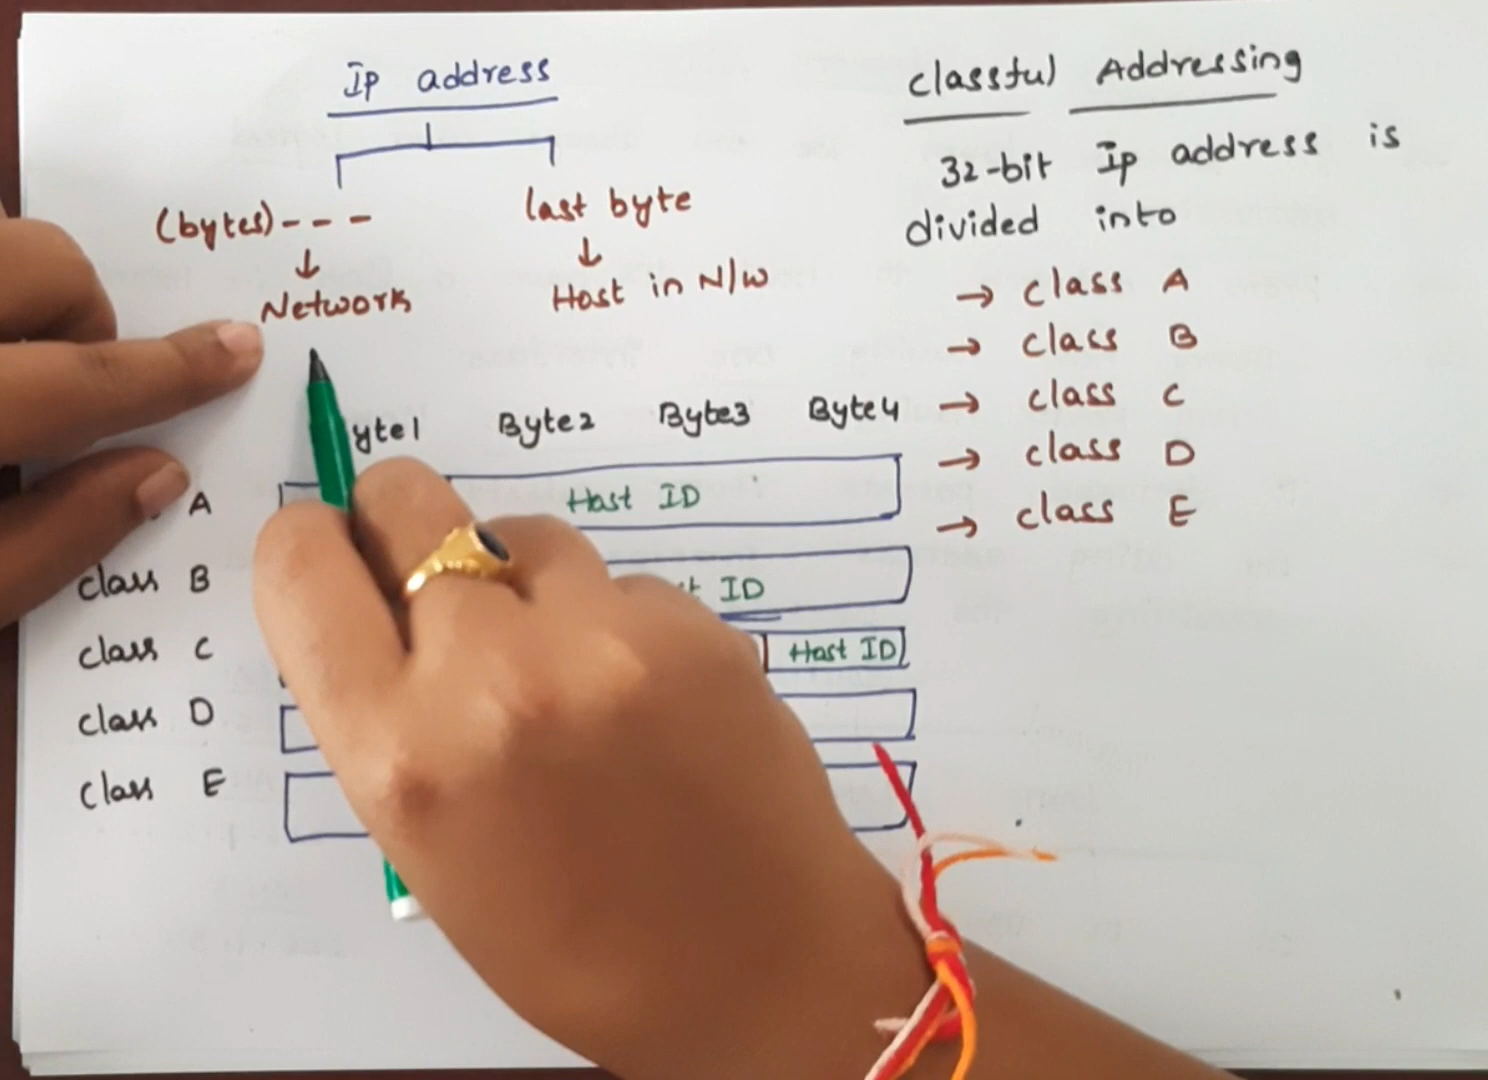 Ip address
(bytes) - - -
last byte
↓
↓
Network
Host in N/W
Byte2 Byte3 Byte4
A
Host ID
class B
ID
class C
Host ID
class D
class E
classful Addressing
32-bit Ip address is
divided into
→ class A
→ class B
→ class C
→ class D
→ class E